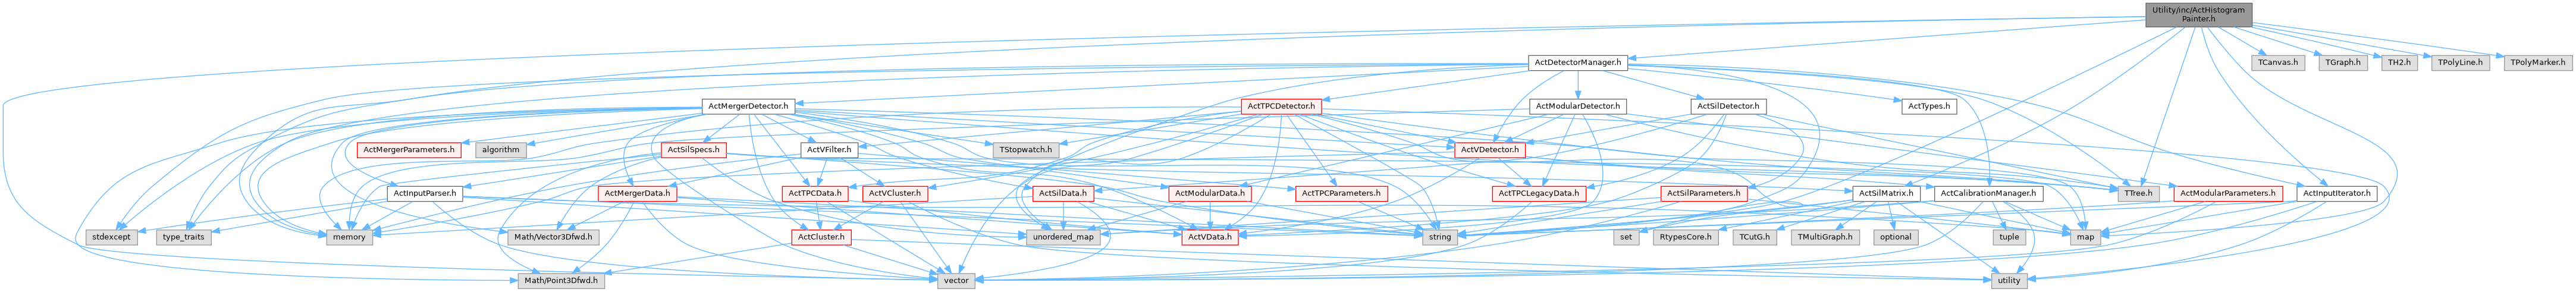 Utility/inc/ActHistogram
Painter.h
ActDetectorManager.h
TCanvas.h
TGraph.h
TH2.h
TPolyLine.h
TPolyMarker.h
ActMergerDetector.h
ActTPCDetector.h
ActModularDetector.h
ActSilDetector.h
ActTypes.h
ActMergerParameters.h
algorithm
ActSilSpecs.h
ActVFilter.h
TStopwatch.h
ActVDetector.h
ActInputParser.h
ActMergerData.h
ActTPCData.h
ActVCluster.h
ActSilData.h
ActModularData.h
ActTPCParameters.h
ActTPCLegacyData.h
ActSilParameters.h
ActSilMatrix.h
ActCalibrationManager.h
TTree.h
ActModularParameters.h
ActInputIterator.h
stdexcept
type_traits
memory
Math/Vector3Dfwd.h
ActCluster.h
unordered_map
ActVData.h
string
set
RtypesCore.h
TCutG.h
TMultiGraph.h
optional
tuple
map
Math/Point3Dfwd.h
vector
utility